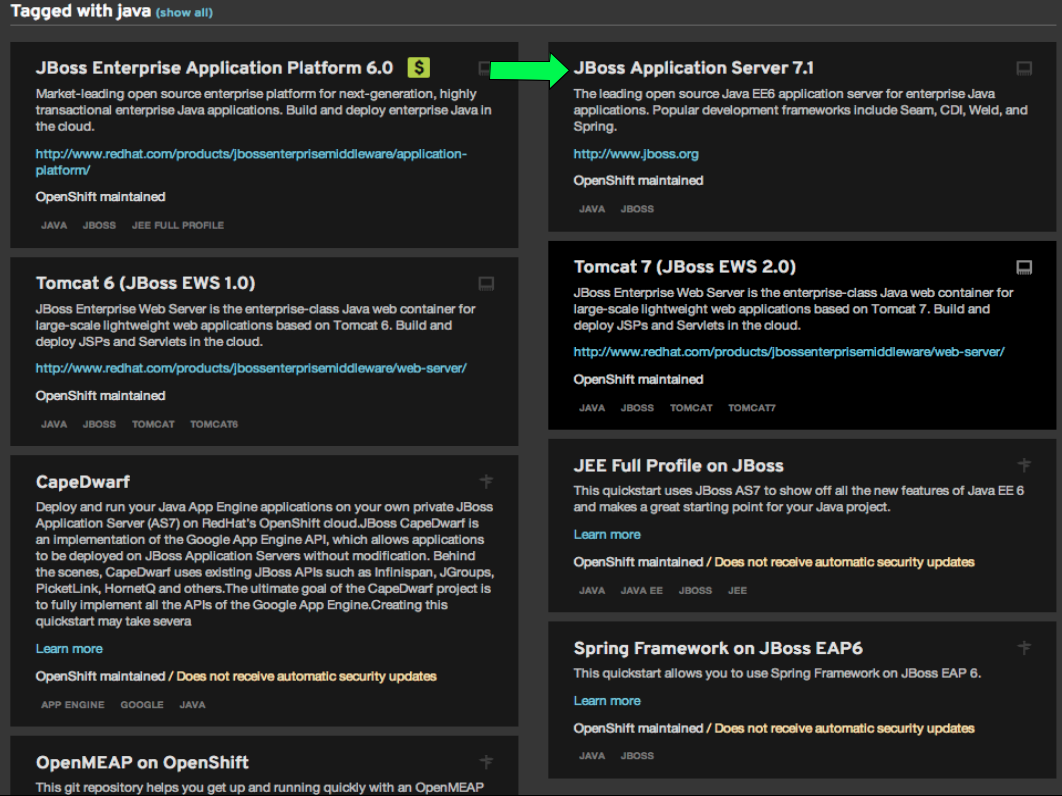 Tagged with java (show all)
JBoss Enterprise Application Platform 6.0 $
Market-leading open source enterprise platform for next-generation, highly
transactional enterprise Java applications. Build and deploy enterprise Java in
the cloud.
http://www.redhat.com/products/jbossenterprisemiddleware/application-
platform/
OpenShift maintained
JAVA JBOSS JEE FULL PROFILE
Tomcat 6 (JBoss EWS 1.0)
JBoss Enterprise Web Server is the enterprise-class Java web container for
large-scale lightweight web applications based on Tomcat 6. Build and
deploy JSPs and Servlets in the cloud.
http://www.redhat.com/products/jbossenterprisemiddleware/web-server/
OpenShift maintained
JAVA JBOSS TOMCAT TOMCAT6
CapeDwarf
Deploy and run your Java App Engine applications on your own private JBoss
Application Server (AS7) on RedHat's OpenShift cloud.JBoss CapeDwarf is
an implementation of the Google App Engine API, which allows applications
to be deployed on JBoss Application Servers without modification. Behind
the scenes, CapeDwarf uses existing JBoss APIs such as Infinispan, JGroups,
PicketLink, HornetQ and others.The ultimate goal of the CapeDwarf project is
to fully implement all the APIs of the Google App Engine.Creating this
quickstart may take severa
Learn more
OpenShift maintained / Does not receive automatic security updates
APP ENGINE GOOGLE JAVA
OpenMEAP on OpenShift
This git repository helps you get up and running quickly with an OpenMEAP
JBoss Application Server 7.1
The leading open source Java EE6 application server for enterprise Java
applications. Popular development frameworks include Seam, CDI, Weld, and
Spring.
http://www.jboss.org
OpenShift maintained
JAVA JBOSS
Tomcat 7 (JBoss EWS 2.0)
JBoss Enterprise Web Server is the enterprise-class Java web container for
large-scale lightweight web applications based on Tomcat 7. Build and
deploy JSPs and Servlets in the cloud.
http://www.redhat.com/products/jbossenterprisemiddleware/web-server/
OpenShift maintained
JAVA JBOSS TOMCAT TOMCAT7
JEE Full Profile on JBoss
This quickstart uses JBoss AS7 to show off all the new features of Java EE 6
and makes a great starting point for your Java project.
Learn more
OpenShift maintained / Does not receive automatic security updates
JAVA JAVA EE JBOSS JEE
Spring Framework on JBoss EAP6
This quickstart allows you to use Spring Framework on JBoss EAP 6.
Learn more
OpenShift maintained / Does not receive automatic security updates
JAVA JBOSS